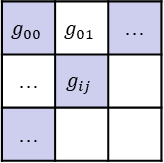 g₀₀ g₀₁ ...
... gᵢⱼ
...